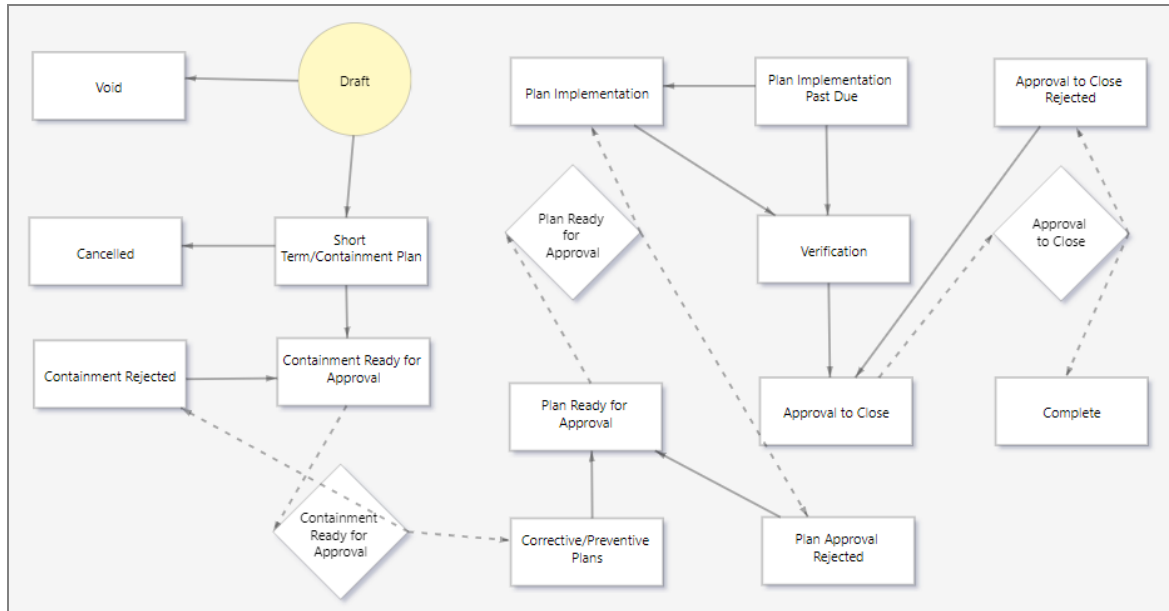 Void
Draft
Plan Implementation
Plan Implementation
Past Due
Approval to Close
Rejected
Cancelled
Short
Term/Containment Plan
Plan Ready
for
Approval
Verification
Approval
to Close
Containment Rejected
Containment Ready for
Approval
Plan Ready for
Approval
Approval to Close
Complete
Containment
Ready for
Approval
Corrective/Preventive
Plans
Plan Approval
Rejected